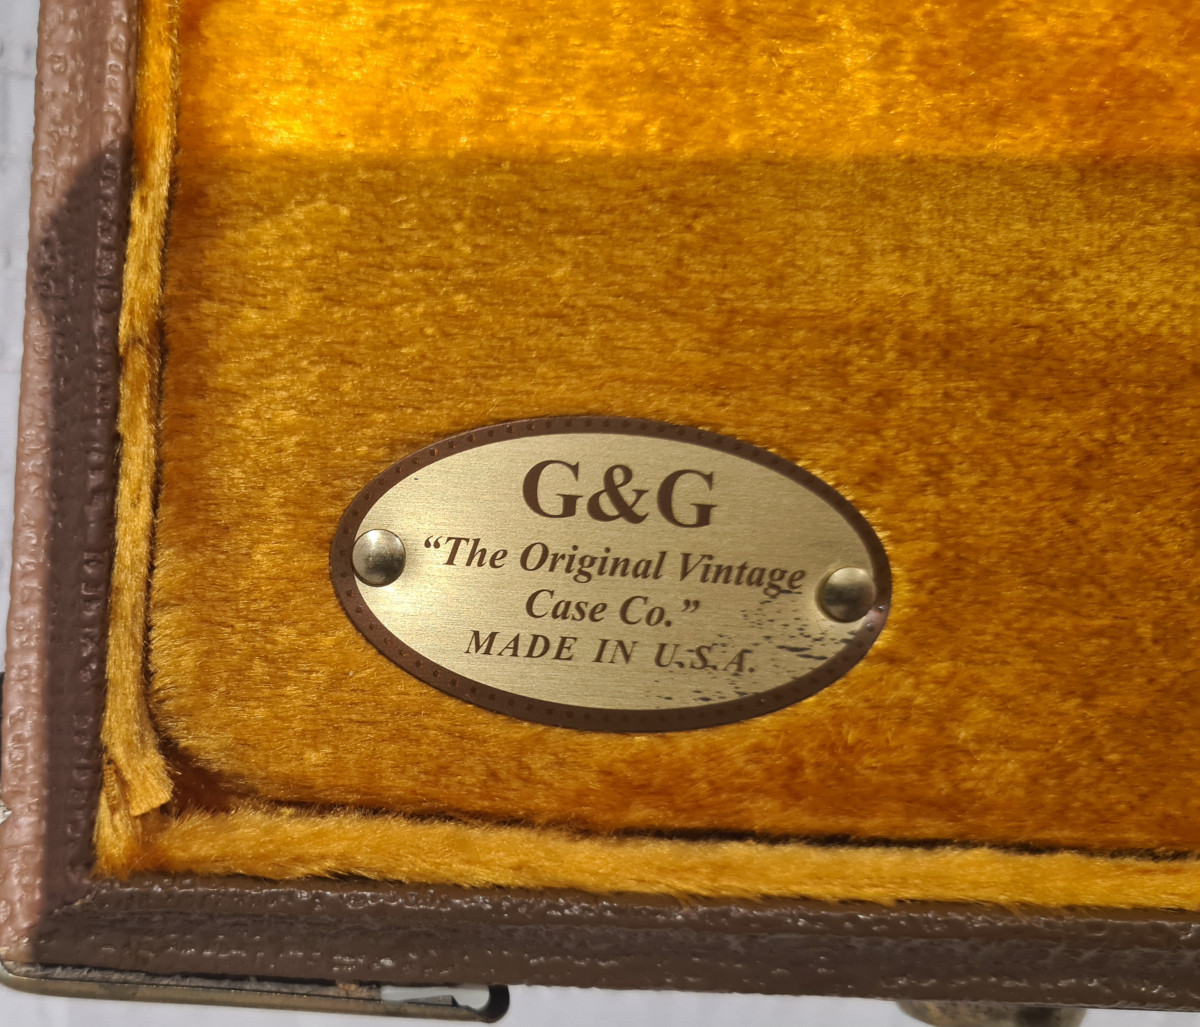 G&G
“The Original Vintage
Case Co.”
MADE IN U.S.A.